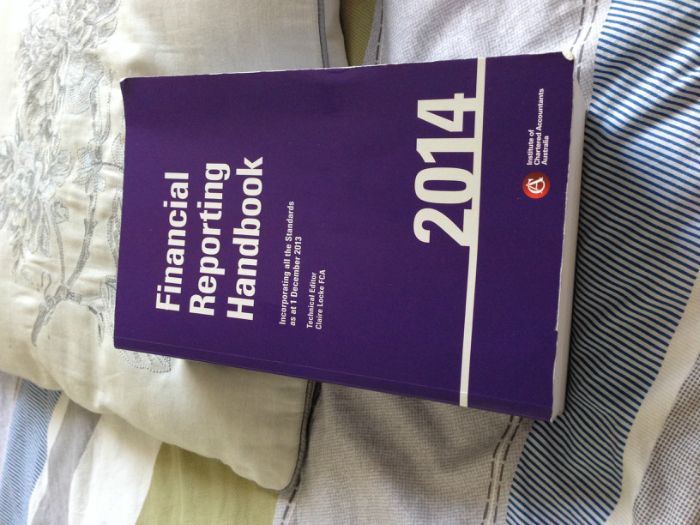 Financial
Reporting
Handbook
Incorporating all the Standards
as at 1 December 2013
Technical Editor
Claire Locke FCA
2014
CA
Institute of
Chartered Accountants
Australia